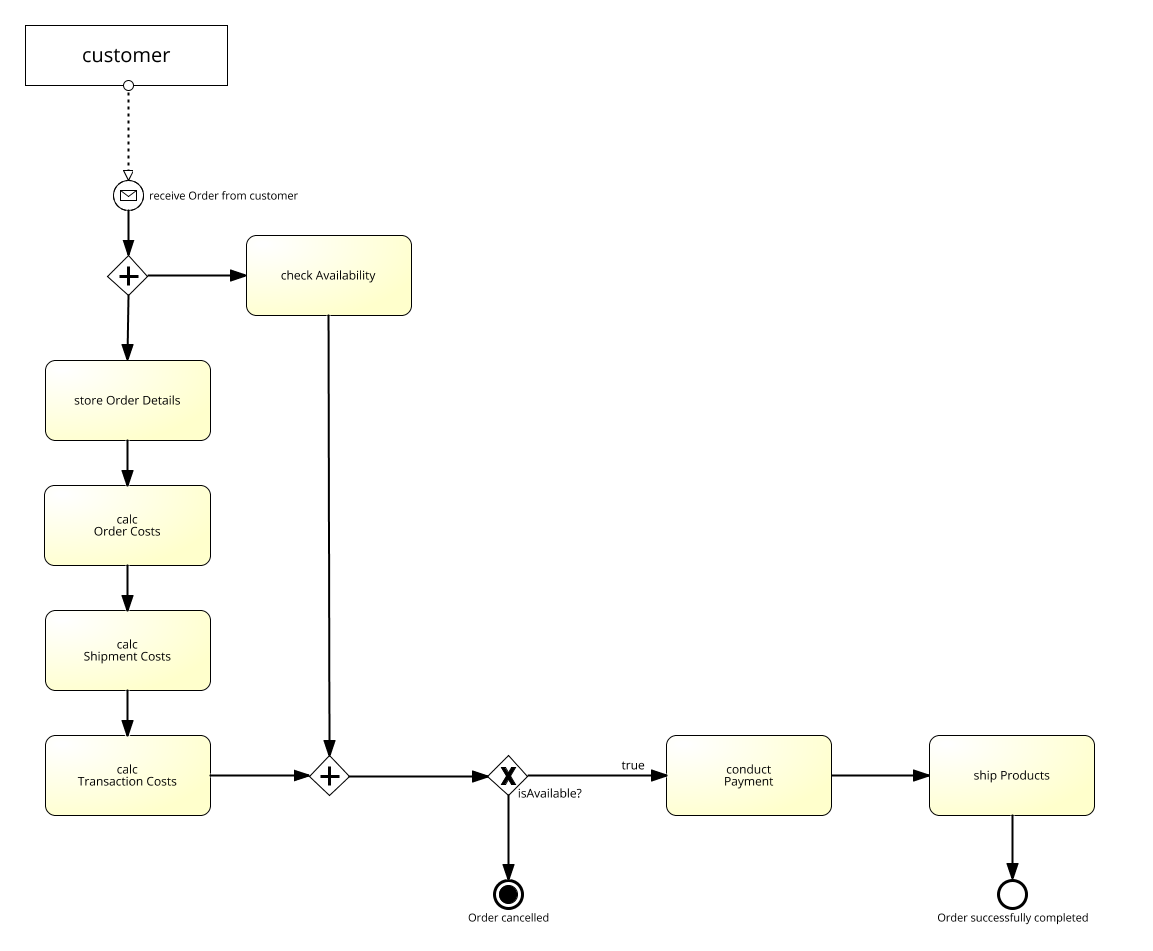 customer
receive Order from customer
check Availability
store Order Details
calc
Order Costs
calc
Shipment Costs
calc
Transaction Costs
isAvailable?
true
conduct
Payment
ship Products
Order cancelled
Order successfully completed